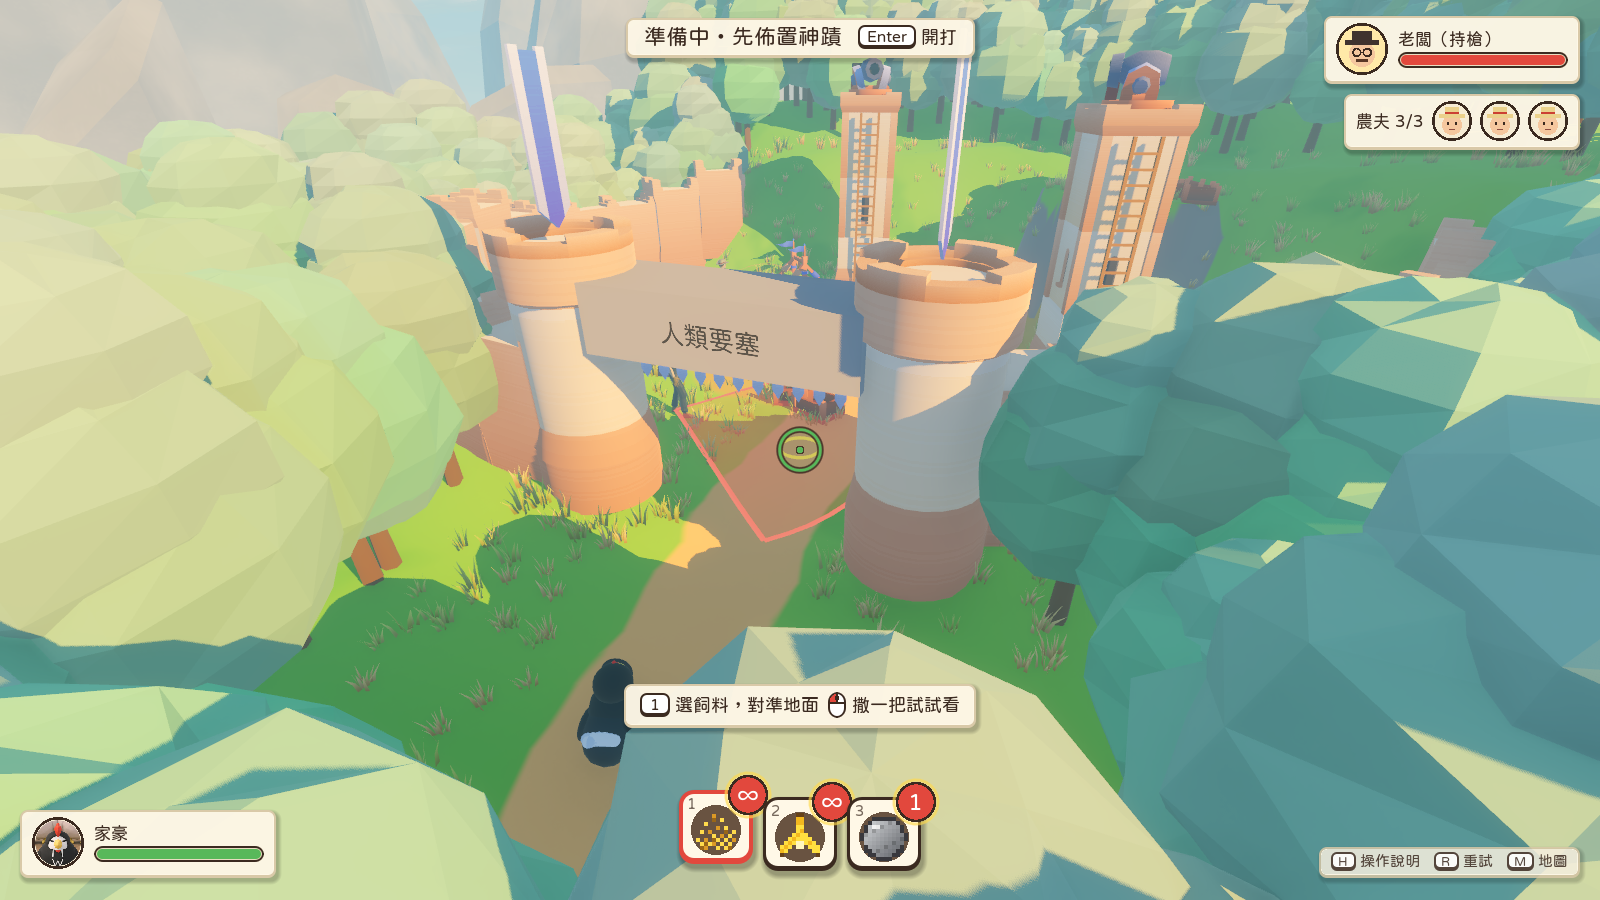 準備中・先佈置神蹟 Enter 開打
老闆（持槍）
農夫 3/3
人類要塞
1 選飼料，對準地面 撒一把試試看
1 ∞ 2 ∞ 3 1
家豪
H 操作說明 R 重試 M 地圖